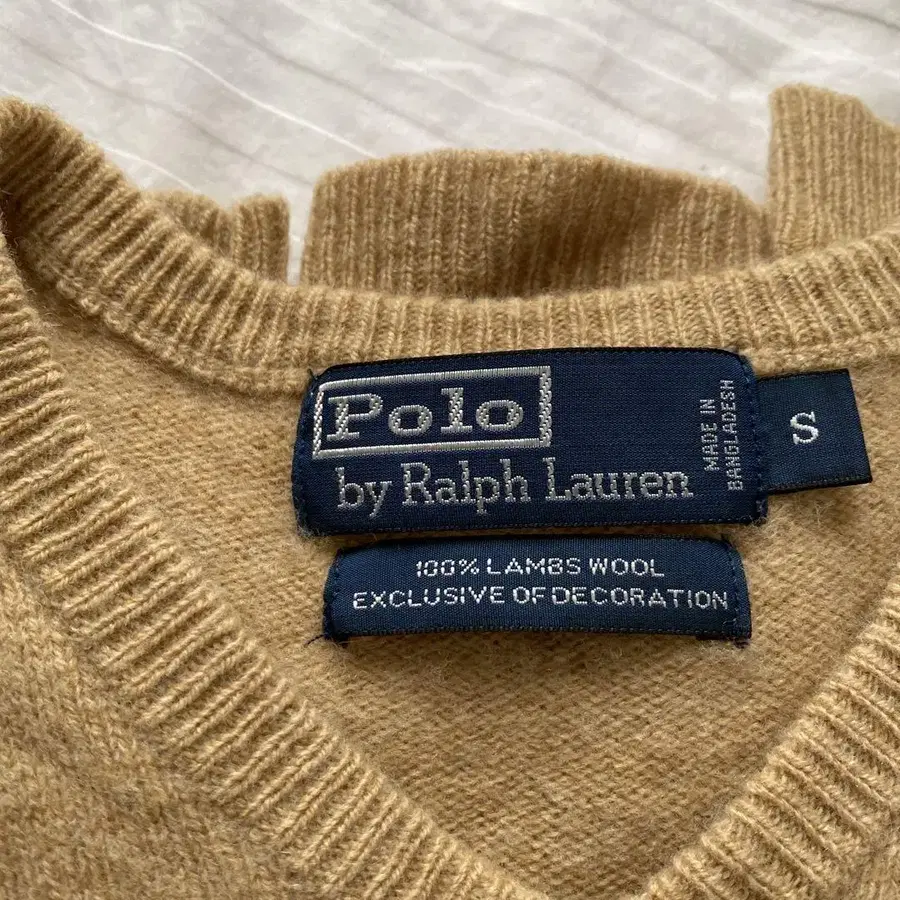 Polo
by Ralph Lauren
MADE IN
BANGLADESH
S
100% LAMBS WOOL
EXCLUSIVE OF DECORATION